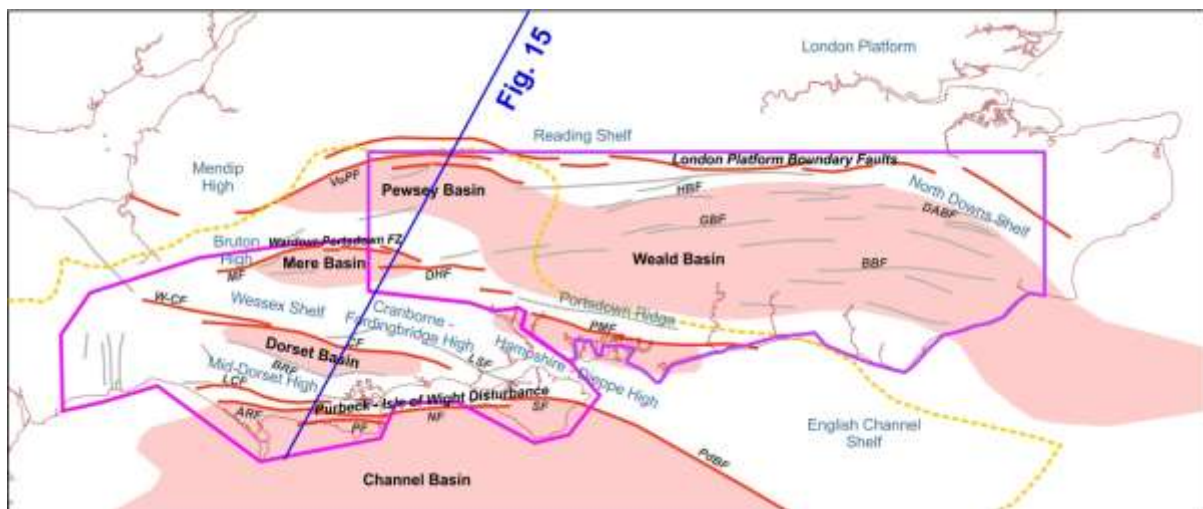 London Platform
Fig. 15
Reading Shelf
Mendip
High
London Platform Boundary Faults
VoPF
Pewsey Basin
HBF
North Downs Shelf
DABF
GBF
Bruton
High
Wardour-Portsdown FZ
Mere Basin
MF
DHF
Weald Basin
BBF
W-CF
Wessex Shelf
Cranborne -
Fordingbridge High
Portsdown Ridge
PMF
CF
Dorset Basin
LSF
Hampshire - Dieppe High
BRF
Mid-Dorset High
LCF
Purbeck - Isle of Wight Disturbance
ARF
PF
NF
SF
English Channel
Shelf
PdBF
Channel Basin